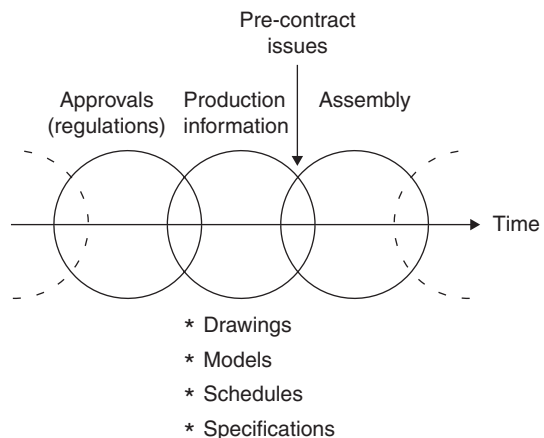 Pre-contract
issues
Approvals
(regulations)
Production
information
Assembly
Time
* Drawings
* Models
* Schedules
* Specifications